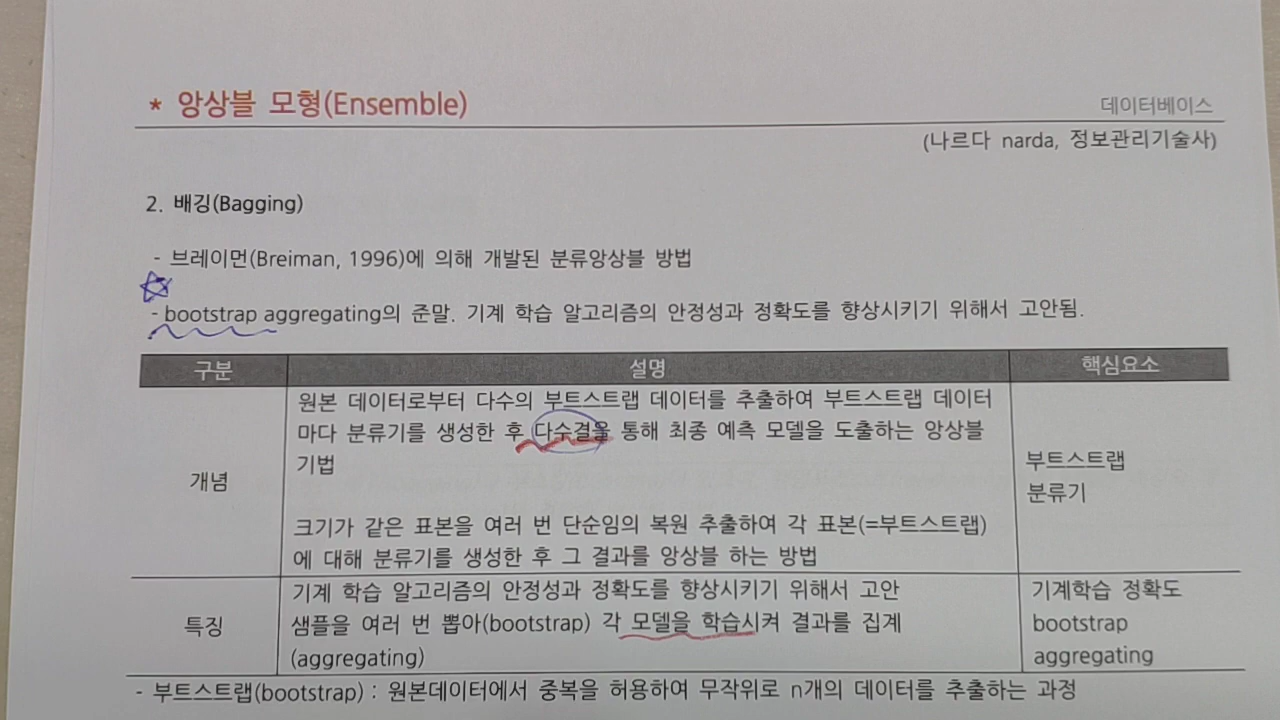 * 앙상블 모형(Ensemble)
데이터베이스
(나르다 narda, 정보관리기술사)
2. 배깅(Bagging)
- 브레이먼(Breiman, 1996)에 의해 개발된 분류앙상블 방법
- bootstrap aggregating의 준말. 기계 학습 알고리즘의 안정성과 정확도를 향상시키기 위해서 고안됨.
구분 설명 핵심요소
개념
원본 데이터로부터 다수의 부트스트랩 데이터를 추출하여 부트스트랩 데이터
마다 분류기를 생성한 후 다수결을 통해 최종 예측 모델을 도출하는 앙상블
기법
크기가 같은 표본을 여러 번 단순임의 복원 추출하여 각 표본(=부트스트랩)
에 대해 분류기를 생성한 후 그 결과를 앙상블 하는 방법
부트스트랩
분류기
특징
기계 학습 알고리즘의 안정성과 정확도를 향상시키기 위해서 고안
샘플을 여러 번 뽑아(bootstrap) 각 모델을 학습시켜 결과를 집계
(aggregating)
기계학습 정확도
bootstrap
aggregating
- 부트스트랩(bootstrap) : 원본데이터에서 중복을 허용하여 무작위로 n개의 데이터를 추출하는 과정